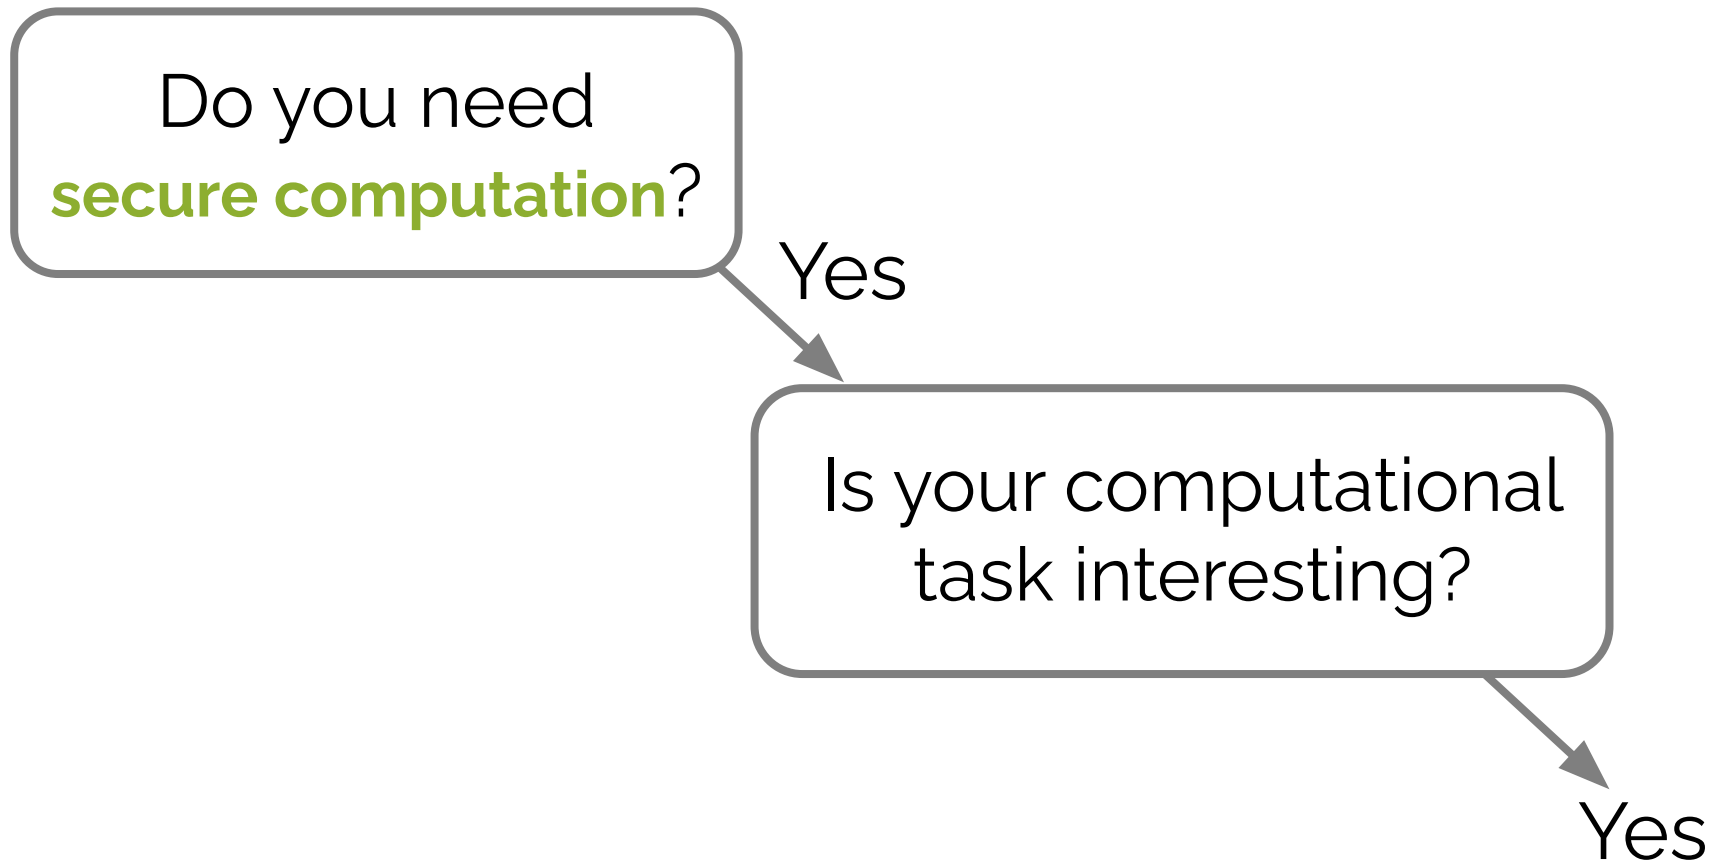 Do you need
secure computation?
Yes
Is your computational
task interesting?
Yes